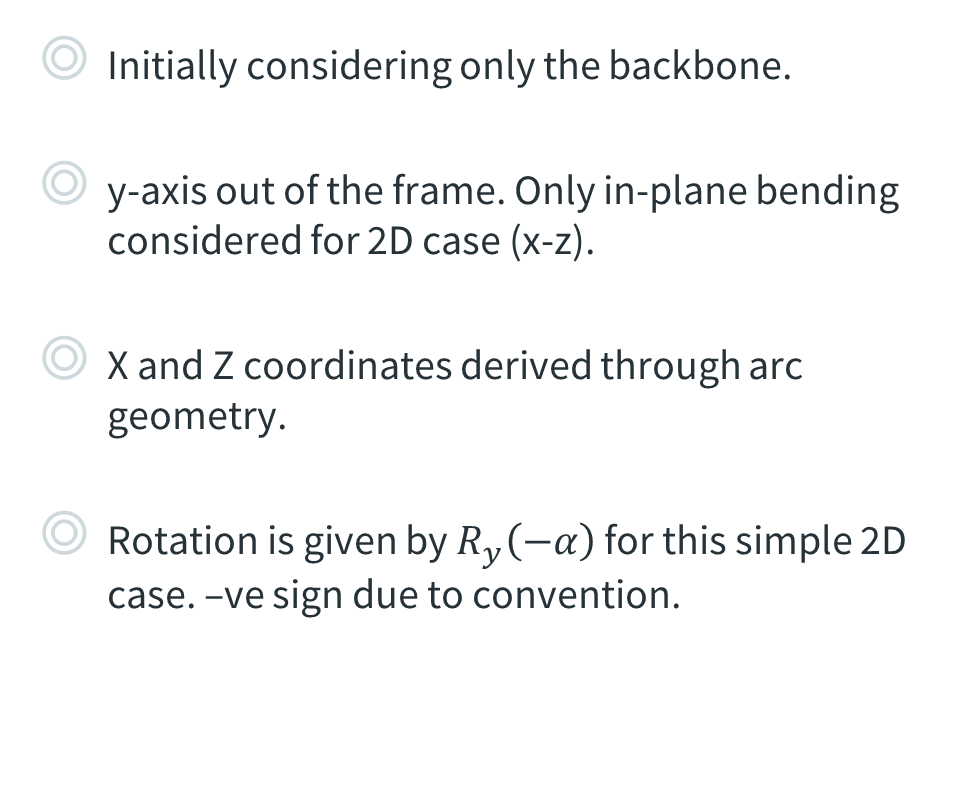 Initially considering only the backbone.
y-axis out of the frame. Only in-plane bending
considered for 2D case (x-z).
X and Z coordinates derived through arc
geometry.
Rotation is given by R_y(−α) for this simple 2D
case. –ve sign due to convention.